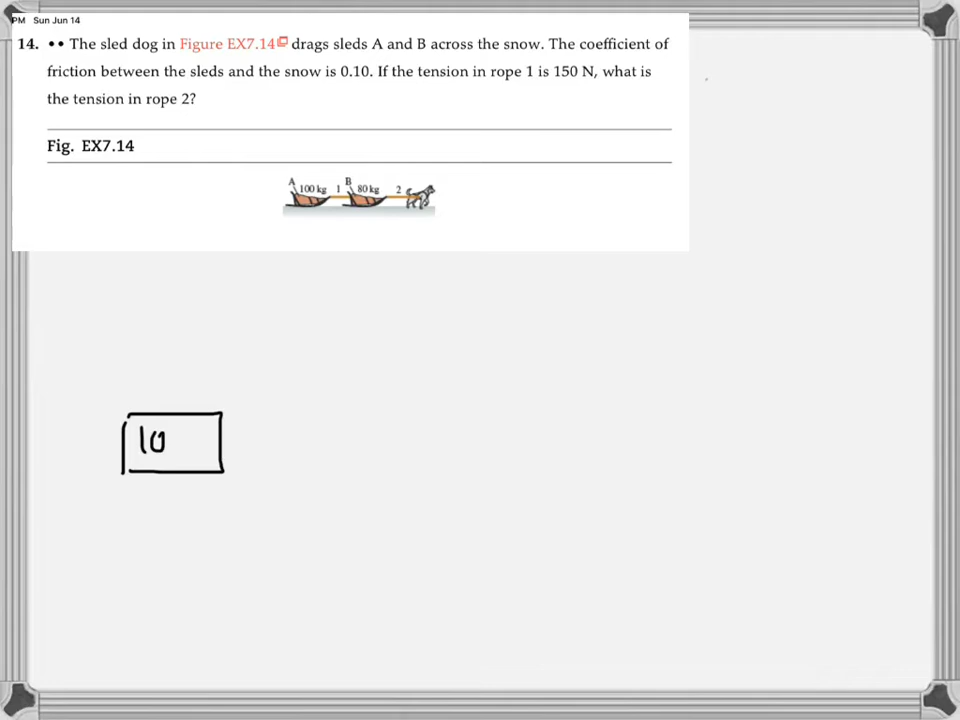 PM Sun Jun 14
14. •• The sled dog in Figure EX7.14 drags sleds A and B across the snow. The coefficient of
friction between the sleds and the snow is 0.10. If the tension in rope 1 is 150 N, what is
the tension in rope 2?
Fig. EX7.14
A 100 kg 1 B 80 kg 2
10